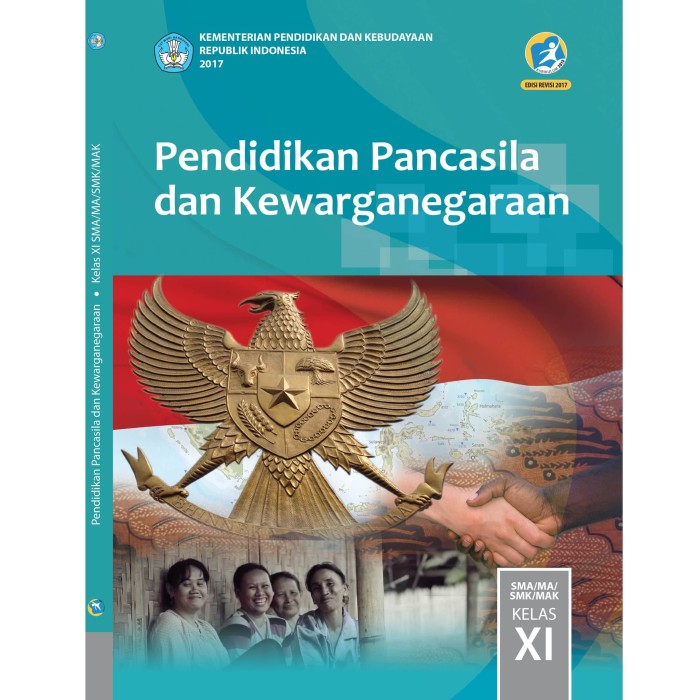 KEMENTERIAN PENDIDIKAN DAN KEBUDAYAAN
REPUBLIK INDONESIA
2017
EDISI REVISI 2017
Pendidikan Pancasila
dan Kewarganegaraan
SMA/MA/
SMK/MAK
KELAS
XI
Pendidikan Pancasila dan Kewarganegaraan • Kelas XI SMA/MA/SMK/MAK